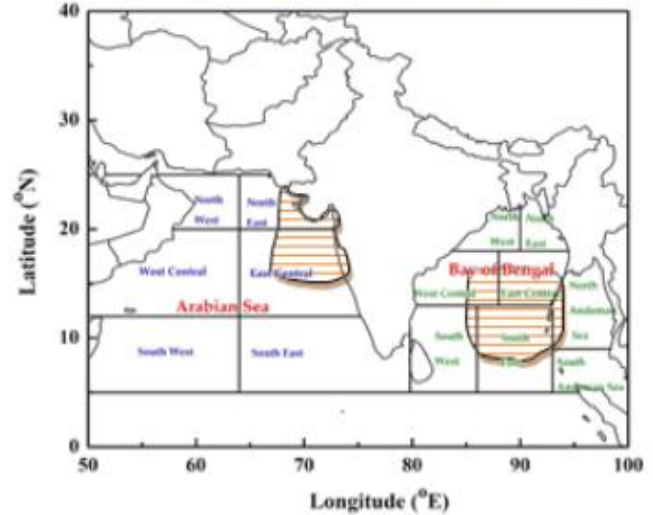 40
30
20
10
0
50 60 70 80 90 100
Latitude (°N)
Longitude (°E)
North West
North East
West Central
East Central
Arabian Sea
South West
South East
North West
North East
Bay of Bengal
West Central
East Central
North Andaman Sea
South West
South
South Andaman Sea